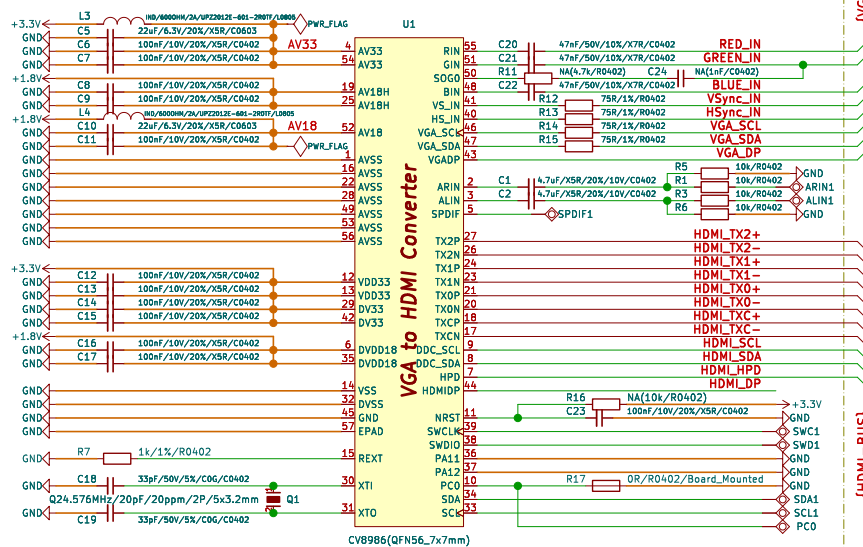 U1
+3.3V L3 IND/600OHM/2A/UPZ2012E-601-2R0TF/L0805 PWR_FLAG
GND C5 22uF/6.3V/20%/X5R/C0603
GND C6 100nF/10V/20%/X5R/C0402 AV33 4 AV33
GND C7 100nF/10V/20%/X5R/C0402 54 AV33
+1.8V
GND C8 100nF/10V/20%/X5R/C0402 19 AV18H
GND C9 100nF/10V/20%/X5R/C0402 25 AV18H
+1.8V L4 IND/600OHM/2A/UPZ2012E-601-2R0TF/L0805
GND C10 22uF/6.3V/20%/X5R/C0603 AV18 52 AV18
GND C11 100nF/10V/20%/X5R/C0402 PWR_FLAG
GND 1 AVSS
GND 16 AVSS
GND 22 AVSS
GND 28 AVSS
GND 49 AVSS
GND 53 AVSS
GND 56 AVSS
+3.3V
GND C12 100nF/10V/20%/X5R/C0402 12 VDD33
GND C13 100nF/10V/20%/X5R/C0402 13 VDD33
GND C14 100nF/10V/20%/X5R/C0402 29 DV33
GND C15 100nF/10V/20%/X5R/C0402 42 DV33
+1.8V
GND C16 100nF/10V/20%/X5R/C0402 6 DVDD18
GND C17 100nF/10V/20%/X5R/C0402 35 DVDD18
GND 14 VSS
GND 32 DVSS
GND 45 GND
GND 57 EPAD
GND R7 1k/1%/R0402 15 REXT
GND C18 33pF/50V/5%/C0G/C0402 30 XTI
Q24.576MHz/20pF/20ppm/2P/5x3.2mm Q1
GND C19 33pF/50V/5%/C0G/C0402 31 XTO
VGA to HDMI Converter
CV8986(QFN56_7x7mm)
RIN 55 C20 47nF/50V/10%/X7R/C0402 RED_IN
GIN 51 C21 47nF/50V/10%/X7R/C0402 GREEN_IN
SOG0 50 R11 NA(4.7k/R0402) C24 NA(1nF/C0402)
BIN 48 C22 47nF/50V/10%/X7R/C0402 BLUE_IN
VS_IN 41 R12 75R/1%/R0402 VSync_IN
HS_IN 40 R13 75R/1%/R0402 HSync_IN
VGA_SCL 46 R14 75R/1%/R0402 VGA_SCL
VGA_SDA 47 R15 75R/1%/R0402 VGA_SDA
VGADP 43 VGA_DP
R5 10k/R0402 GND
ARIN 2 C1 4.7uF/X5R/20%/10V/C0402 R1 10k/R0402 ARIN1
ALIN 3 C2 4.7uF/X5R/20%/10V/C0402 R3 10k/R0402 ALIN1
SPDIF 5 SPDIF1 R6 10k/R0402 GND
TX2P 27 HDMI_TX2+
TX2N 26 HDMI_TX2-
TX1P 24 HDMI_TX1+
TX1N 23 HDMI_TX1-
TX0P 21 HDMI_TX0+
TX0N 20 HDMI_TX0-
TXCP 18 HDMI_TXC+
TXCN 17 HDMI_TXC-
DDC_SCL 9 HDMI_SCL
DDC_SDA 8 HDMI_SDA
HPD 7 HDMI_HPD
HDMIDP 44 HDMI_DP
R16 NA(10k/R0402) +3.3V
NRST 11 C23 100nF/10V/20%/X5R/C0402 GND
SWCLK 39 SWC1
SWDIO 38 SWD1
PA11 36 GND
PA12 37 GND
PC0 10 R17 0R/R0402/Board_Mounted GND
SDA 34 SDA1
SCL 33 SCL1
PC0